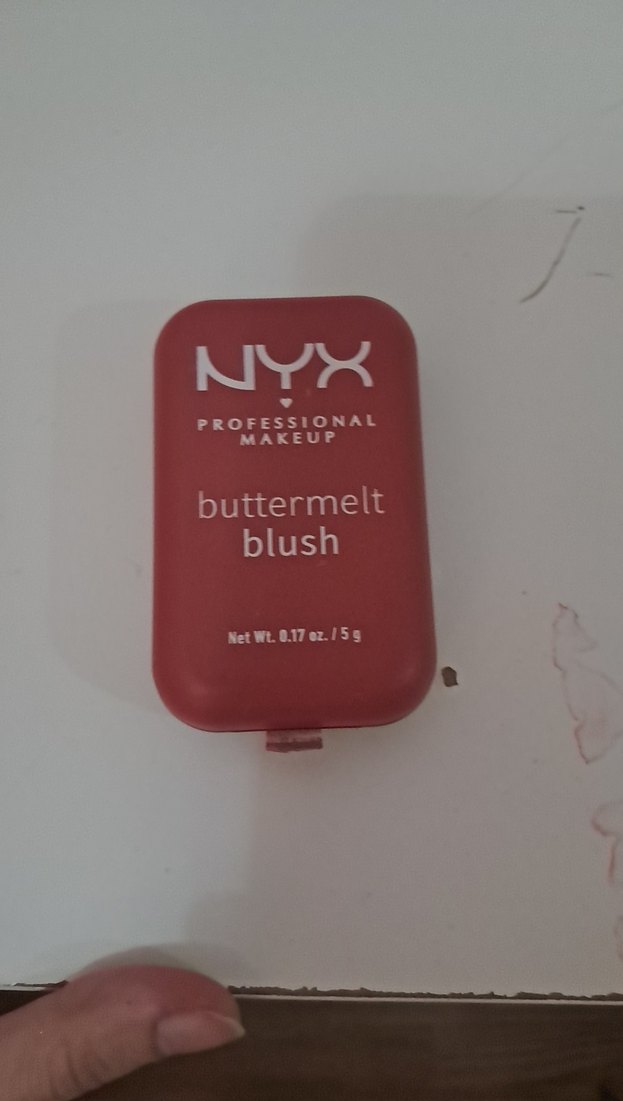 NYX
PROFESSIONAL
MAKEUP
buttermelt
blush
Net Wt. 0.17 oz. / 5 g